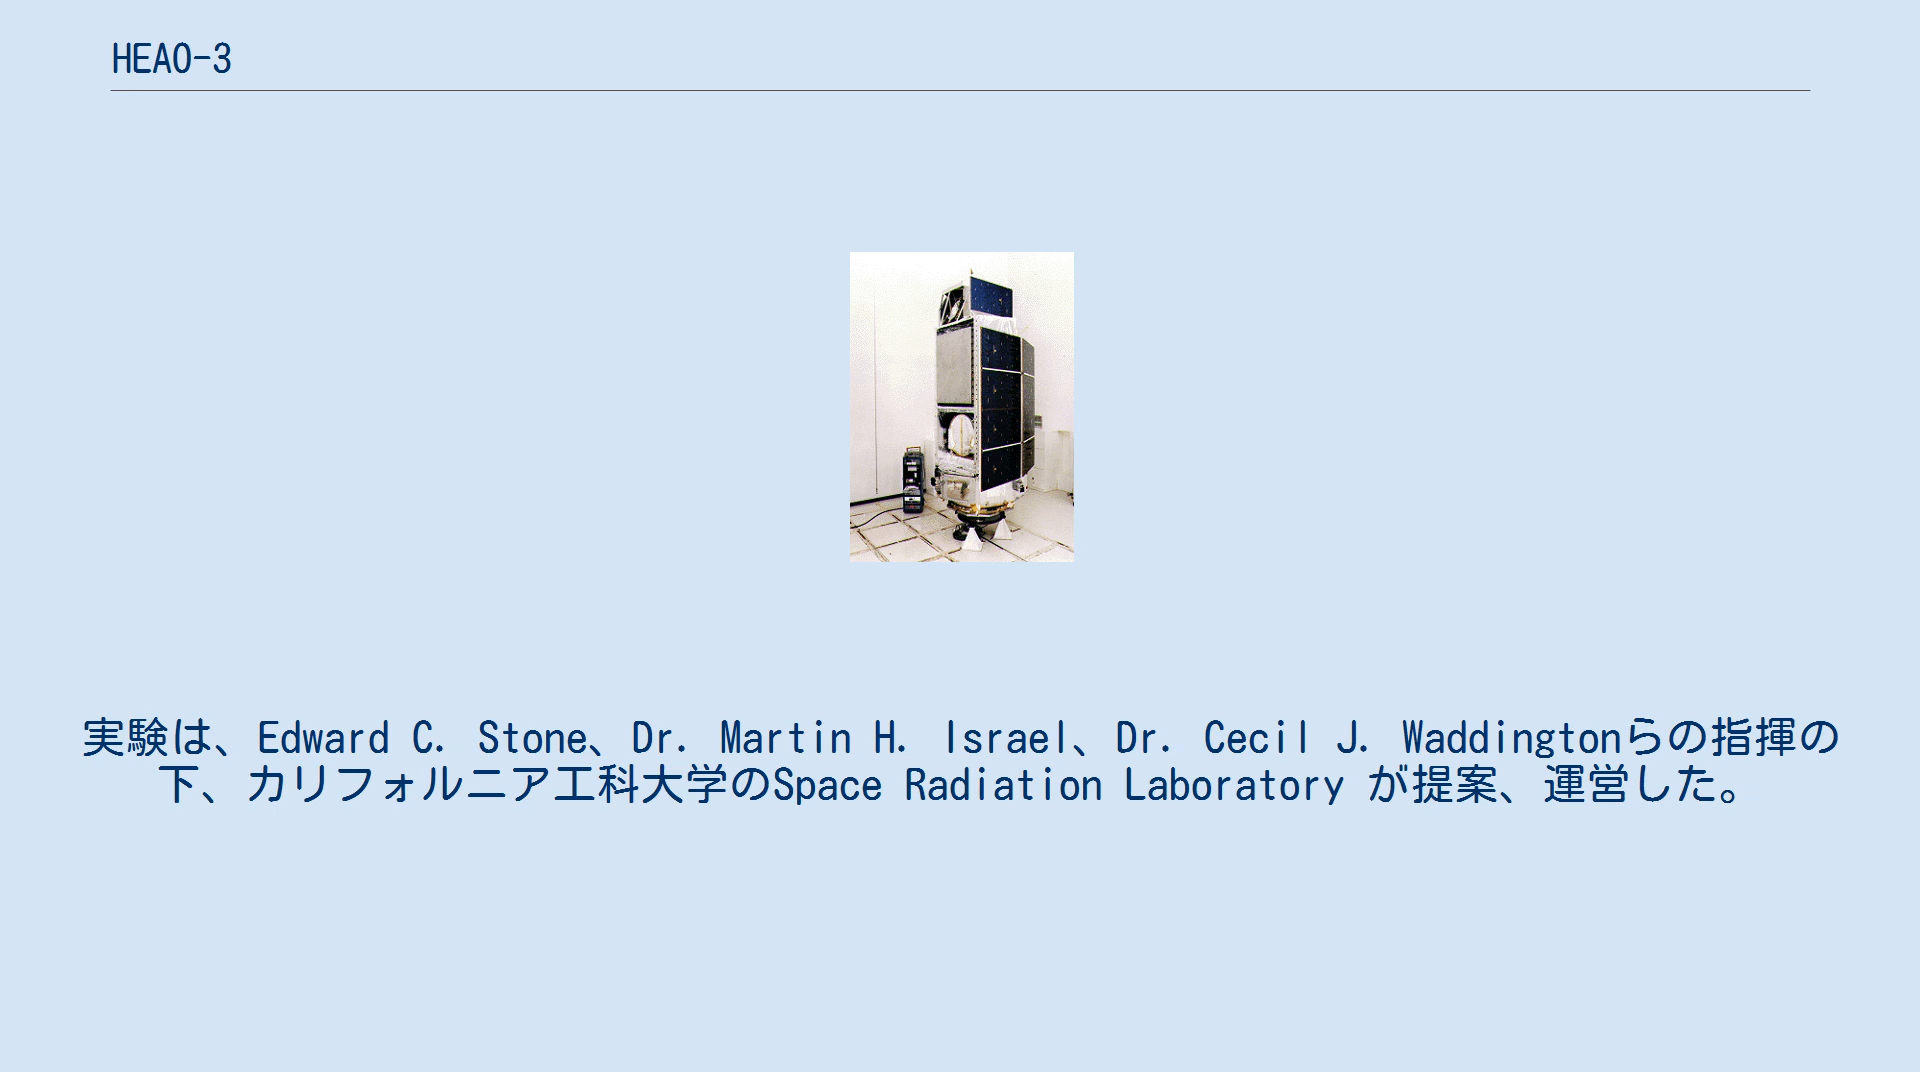 HEAO-3
実験は、Edward C. Stone、Dr. Martin H. Israel、Dr. Cecil J. Waddingtonらの指揮の
下、カリフォルニア工科大学のSpace Radiation Laboratory が提案、運営した。